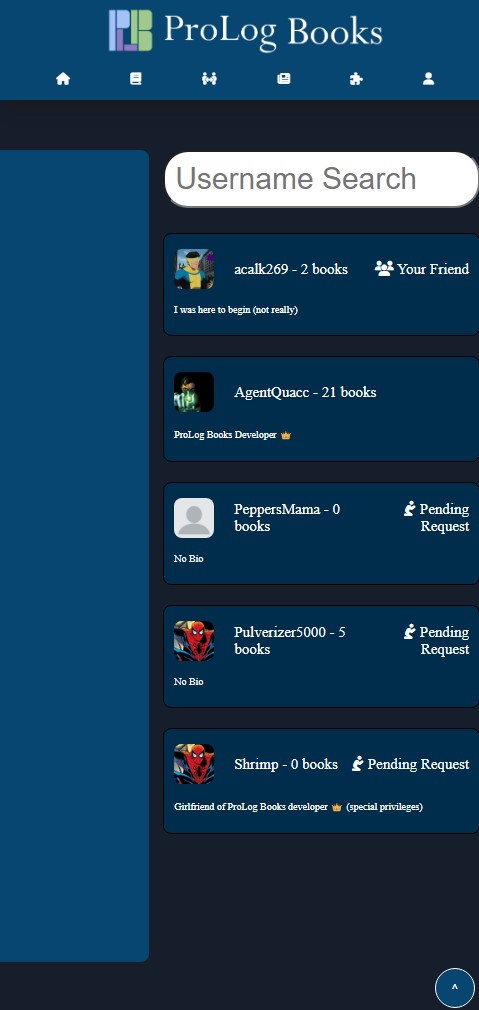 ProLog Books
Username Search
acalk269 - 2 books
Your Friend
I was here to begin (not really)
AgentQuacc - 21 books
ProLog Books Developer 👑
PeppersMama - 0
books
Pending
Request
No Bio
Pulverizer5000 - 5
books
Pending
Request
No Bio
Shrimp - 0 books
Pending Request
Girlfriend of ProLog Books developer 👑 (special privileges)
^